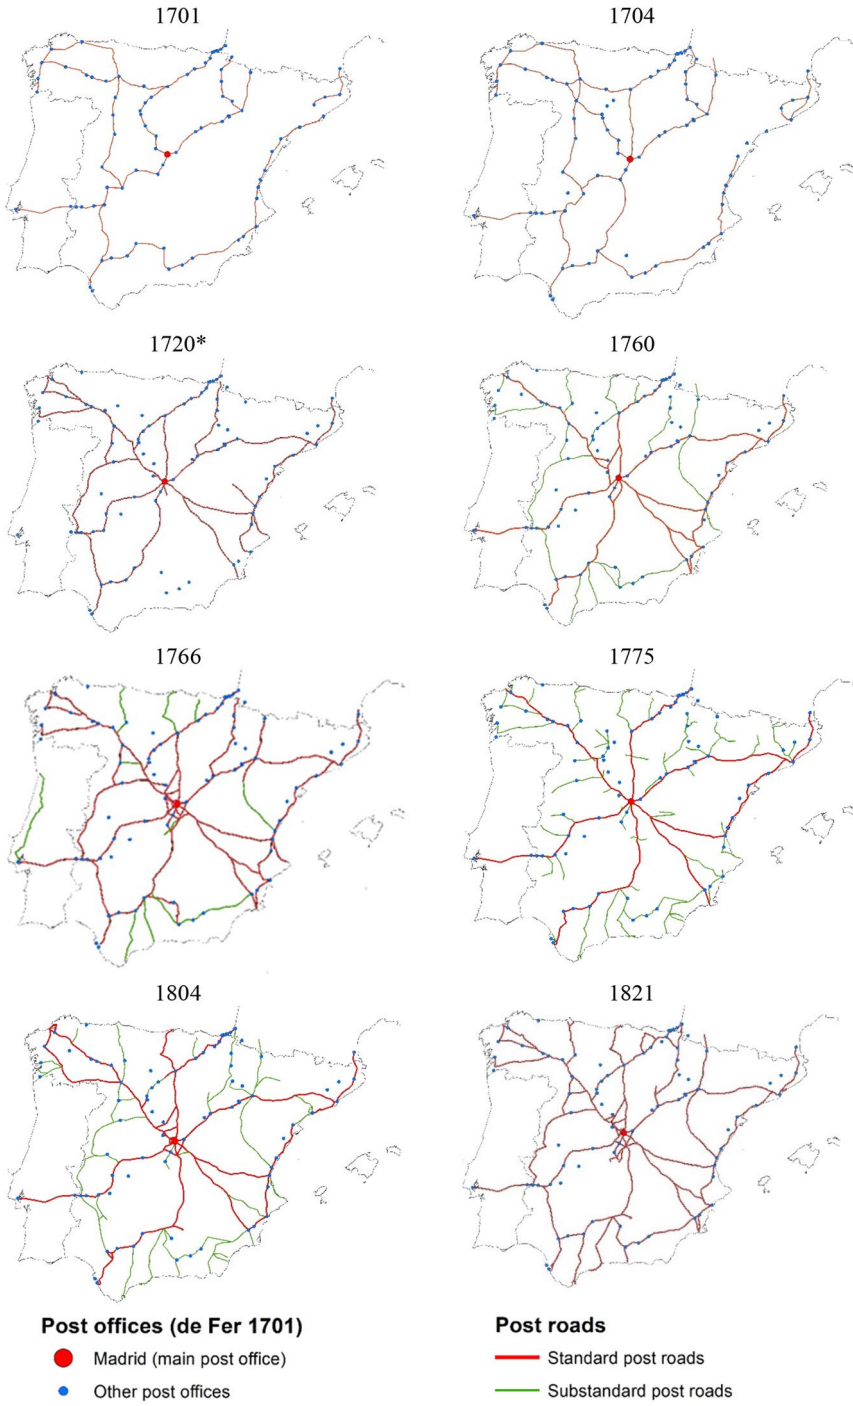 1701
1704
1720*
1760
1766
1775
1804
1821
Post offices (de Fer 1701)
Madrid (main post office)
Other post offices
Post roads
Standard post roads
Substandard post roads